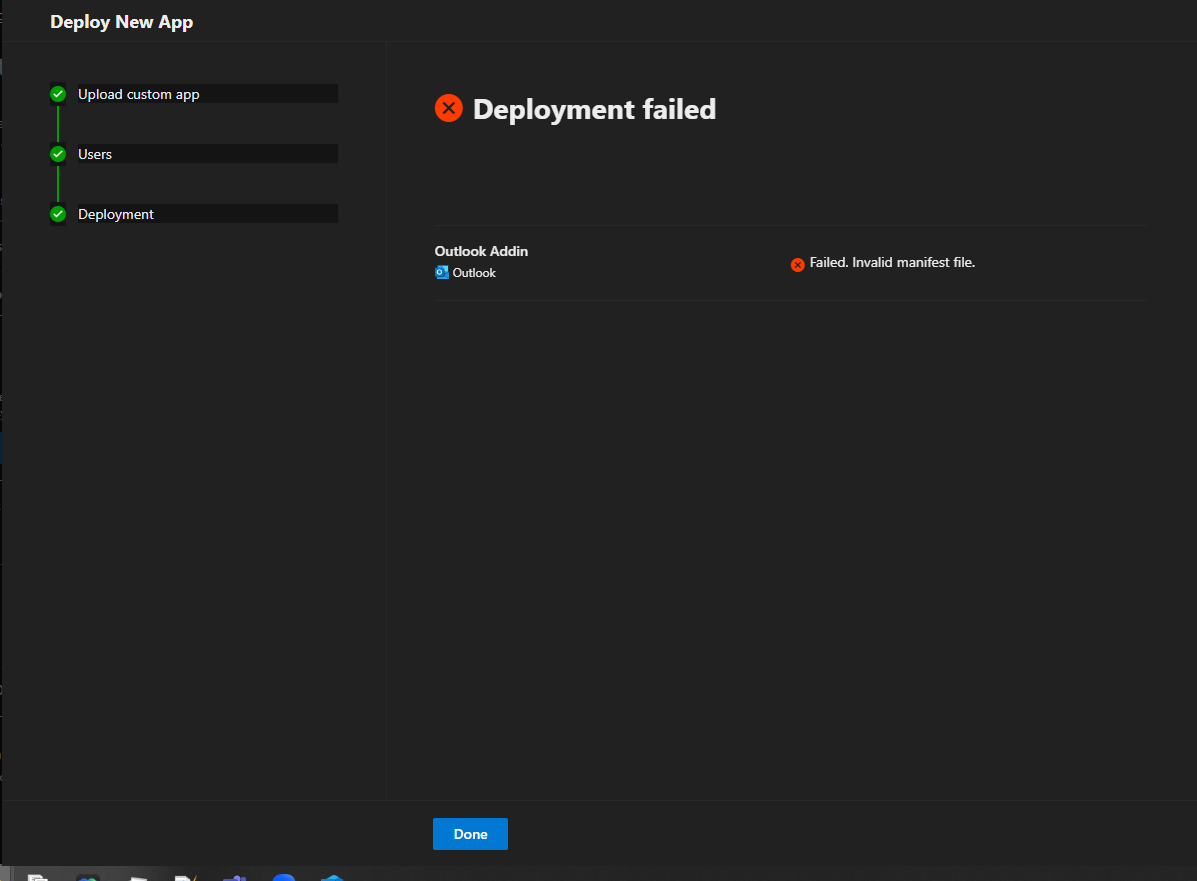 Deploy New App
Upload custom app
Users
Deployment
Deployment failed
Outlook Addin
Outlook
Failed. Invalid manifest file.
Done